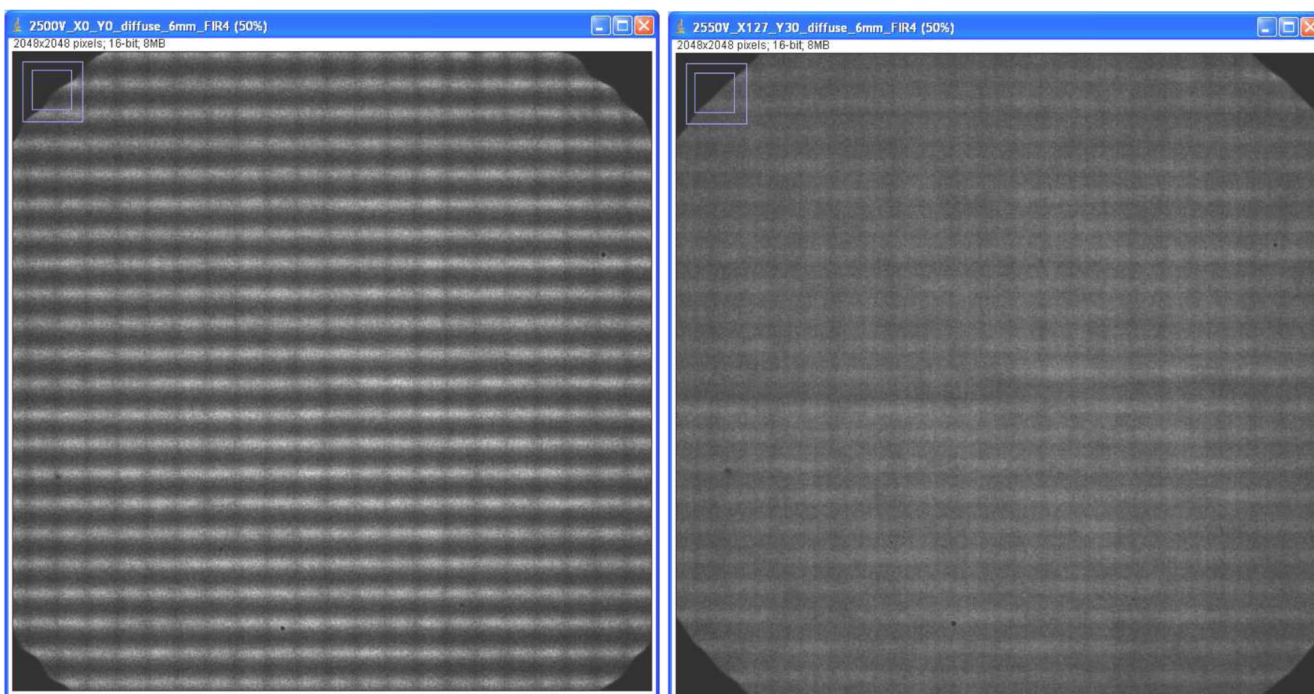 2500V_X0_Y0_diffuse_6mm_FIR4 (50%)
2048x2048 pixels; 16-bit; 8MB
2550V_X127_Y30_diffuse_6mm_FIR4 (50%)
2048x2048 pixels; 16-bit; 8MB